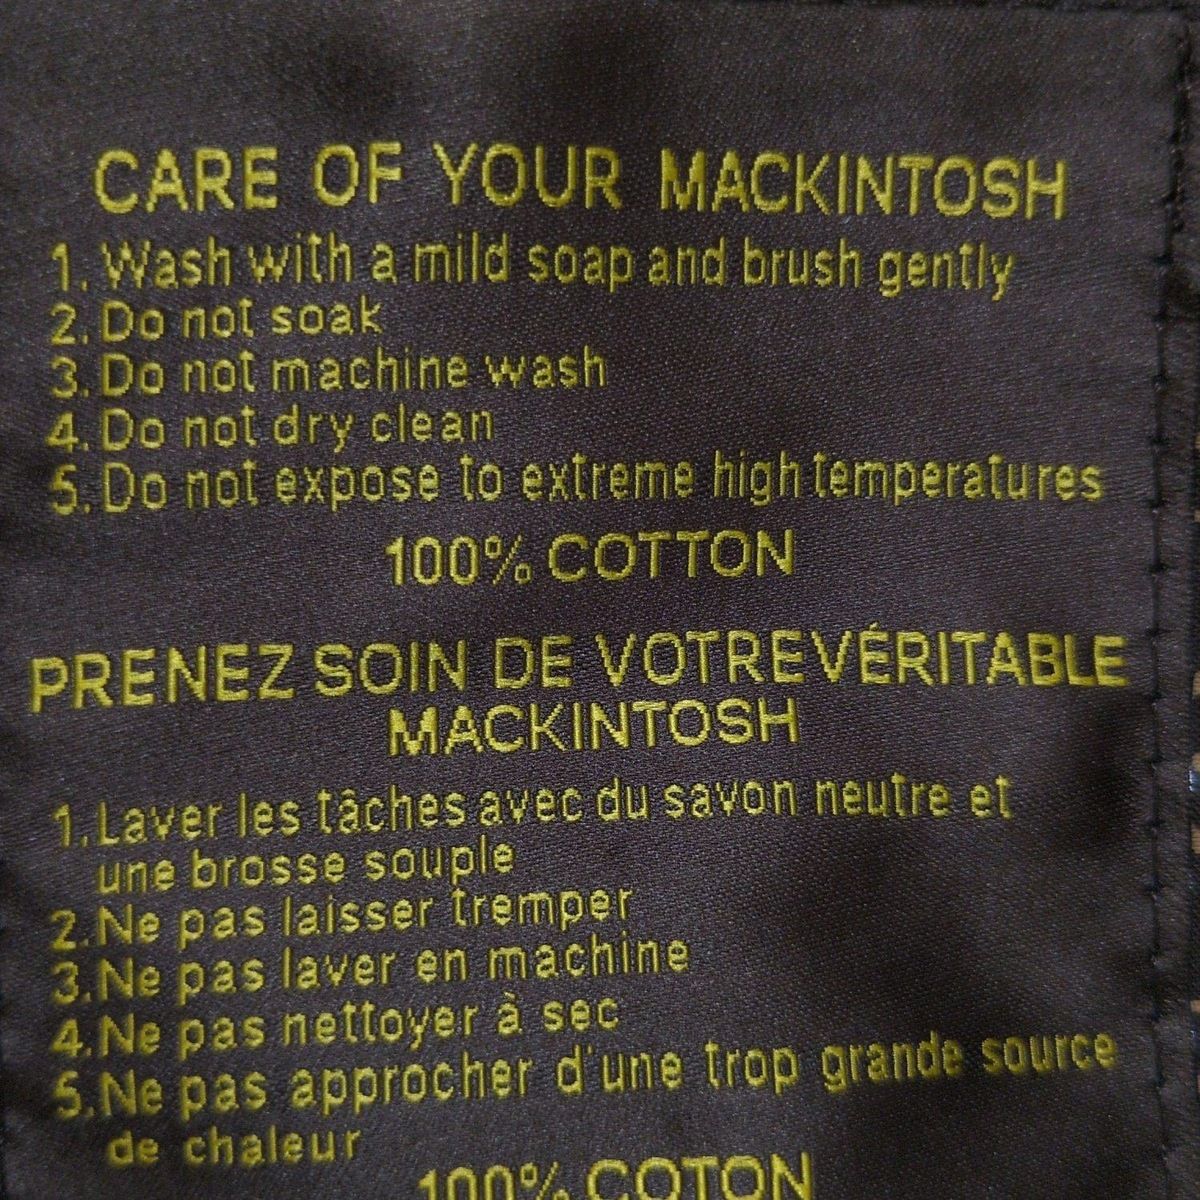 CARE OF YOUR MACKINTOSH
1. Wash with a mild soap and brush gently
2. Do not soak
3. Do not machine wash
4. Do not dry clean
5. Do not expose to extreme high temperatures
100% COTTON
PRENEZ SOIN DE VOTRE VÉRITABLE
MACKINTOSH
1. Laver les tâches avec du savon neutre et
une brosse souple
2. Ne pas laisser tremper
3. Ne pas laver en machine
4. Ne pas nettoyer à sec
5. Ne pas approcher d'une trop grande source
de chaleur
100% COTON